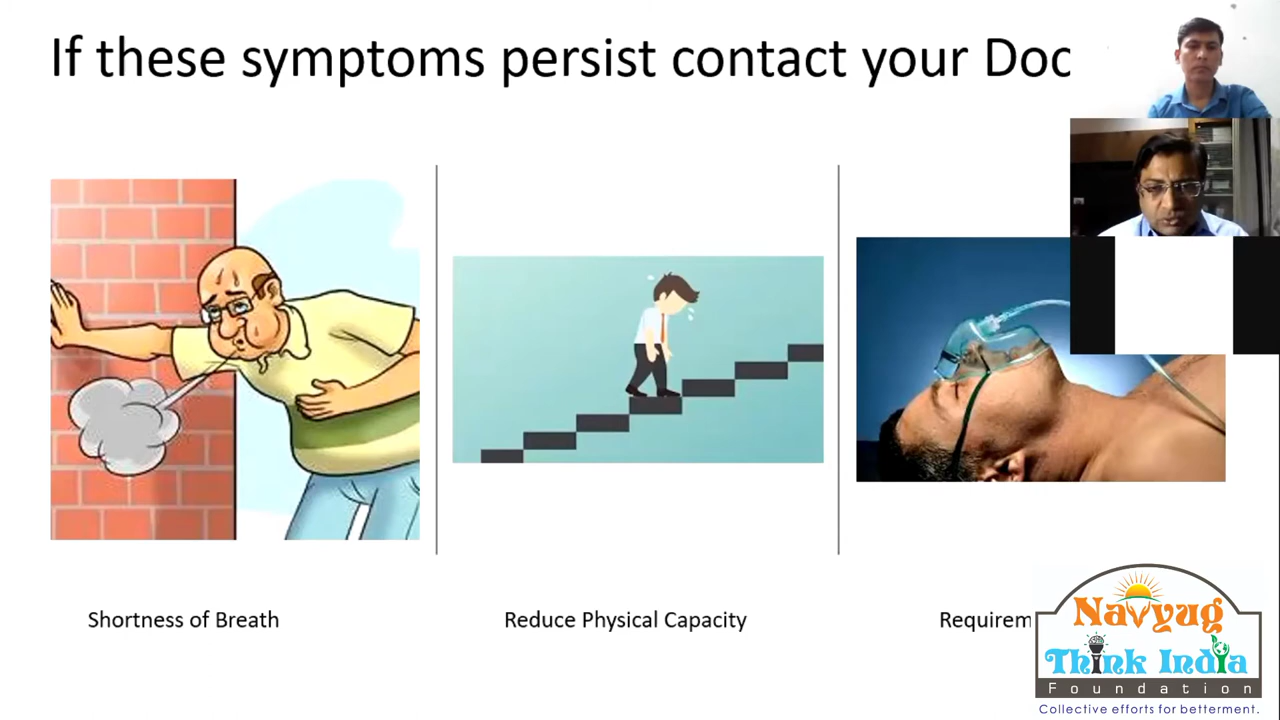 If these symptoms persist contact your Doc
Shortness of Breath
Reduce Physical Capacity
Requirem
Navyug
Think India
Foundation
Collective efforts for betterment.